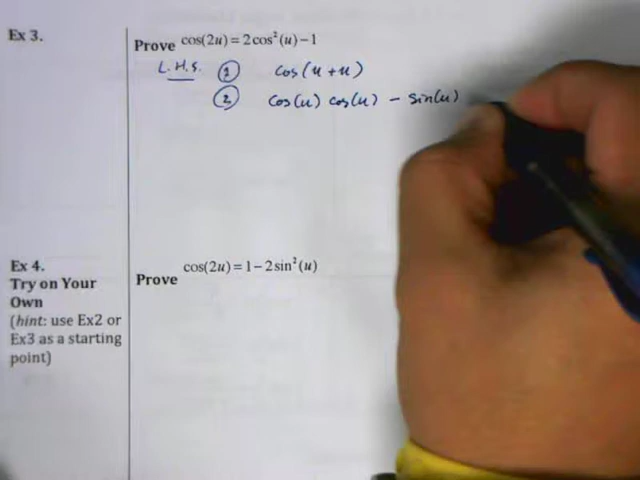 Ex 3.
Prove cos(2u) = 2cos²(u) − 1
L.H.S. ① cos(u + u)
② cos(u) cos(u) − sin(u)
Ex 4.
Try on Your
Own
(hint: use Ex2 or
Ex3 as a starting
point)
Prove cos(2u) = 1 − 2sin²(u)